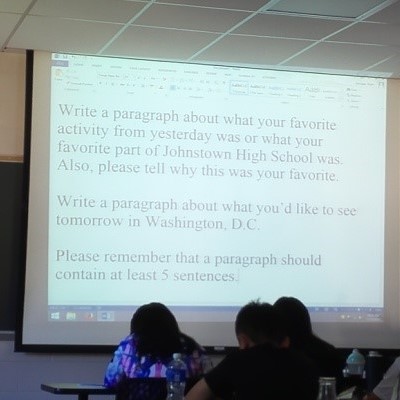 Write a paragraph about what your favorite
activity from yesterday was or what your
favorite part of Johnstown High School was.
Also, please tell why this was your favorite.
Write a paragraph about what you'd like to see
tomorrow in Washington, D.C.
Please remember that a paragraph should
contain at least 5 sentences.